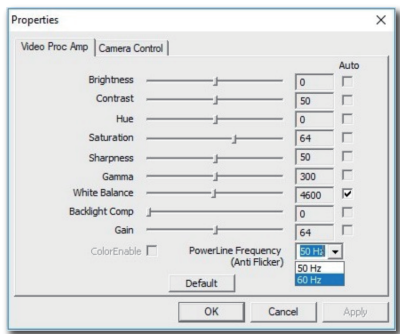 Properties
Video Proc Amp
Camera Control
Auto
Brightness 0
Contrast 50
Hue 0
Saturation 64
Sharpness 50
Gamma 300
White Balance 4600
Backlight Comp 0
Gain 64
ColorEnable PowerLine Frequency 50 Hz
(Anti Flicker)
50 Hz
60 Hz
Default
OK Cancel Apply